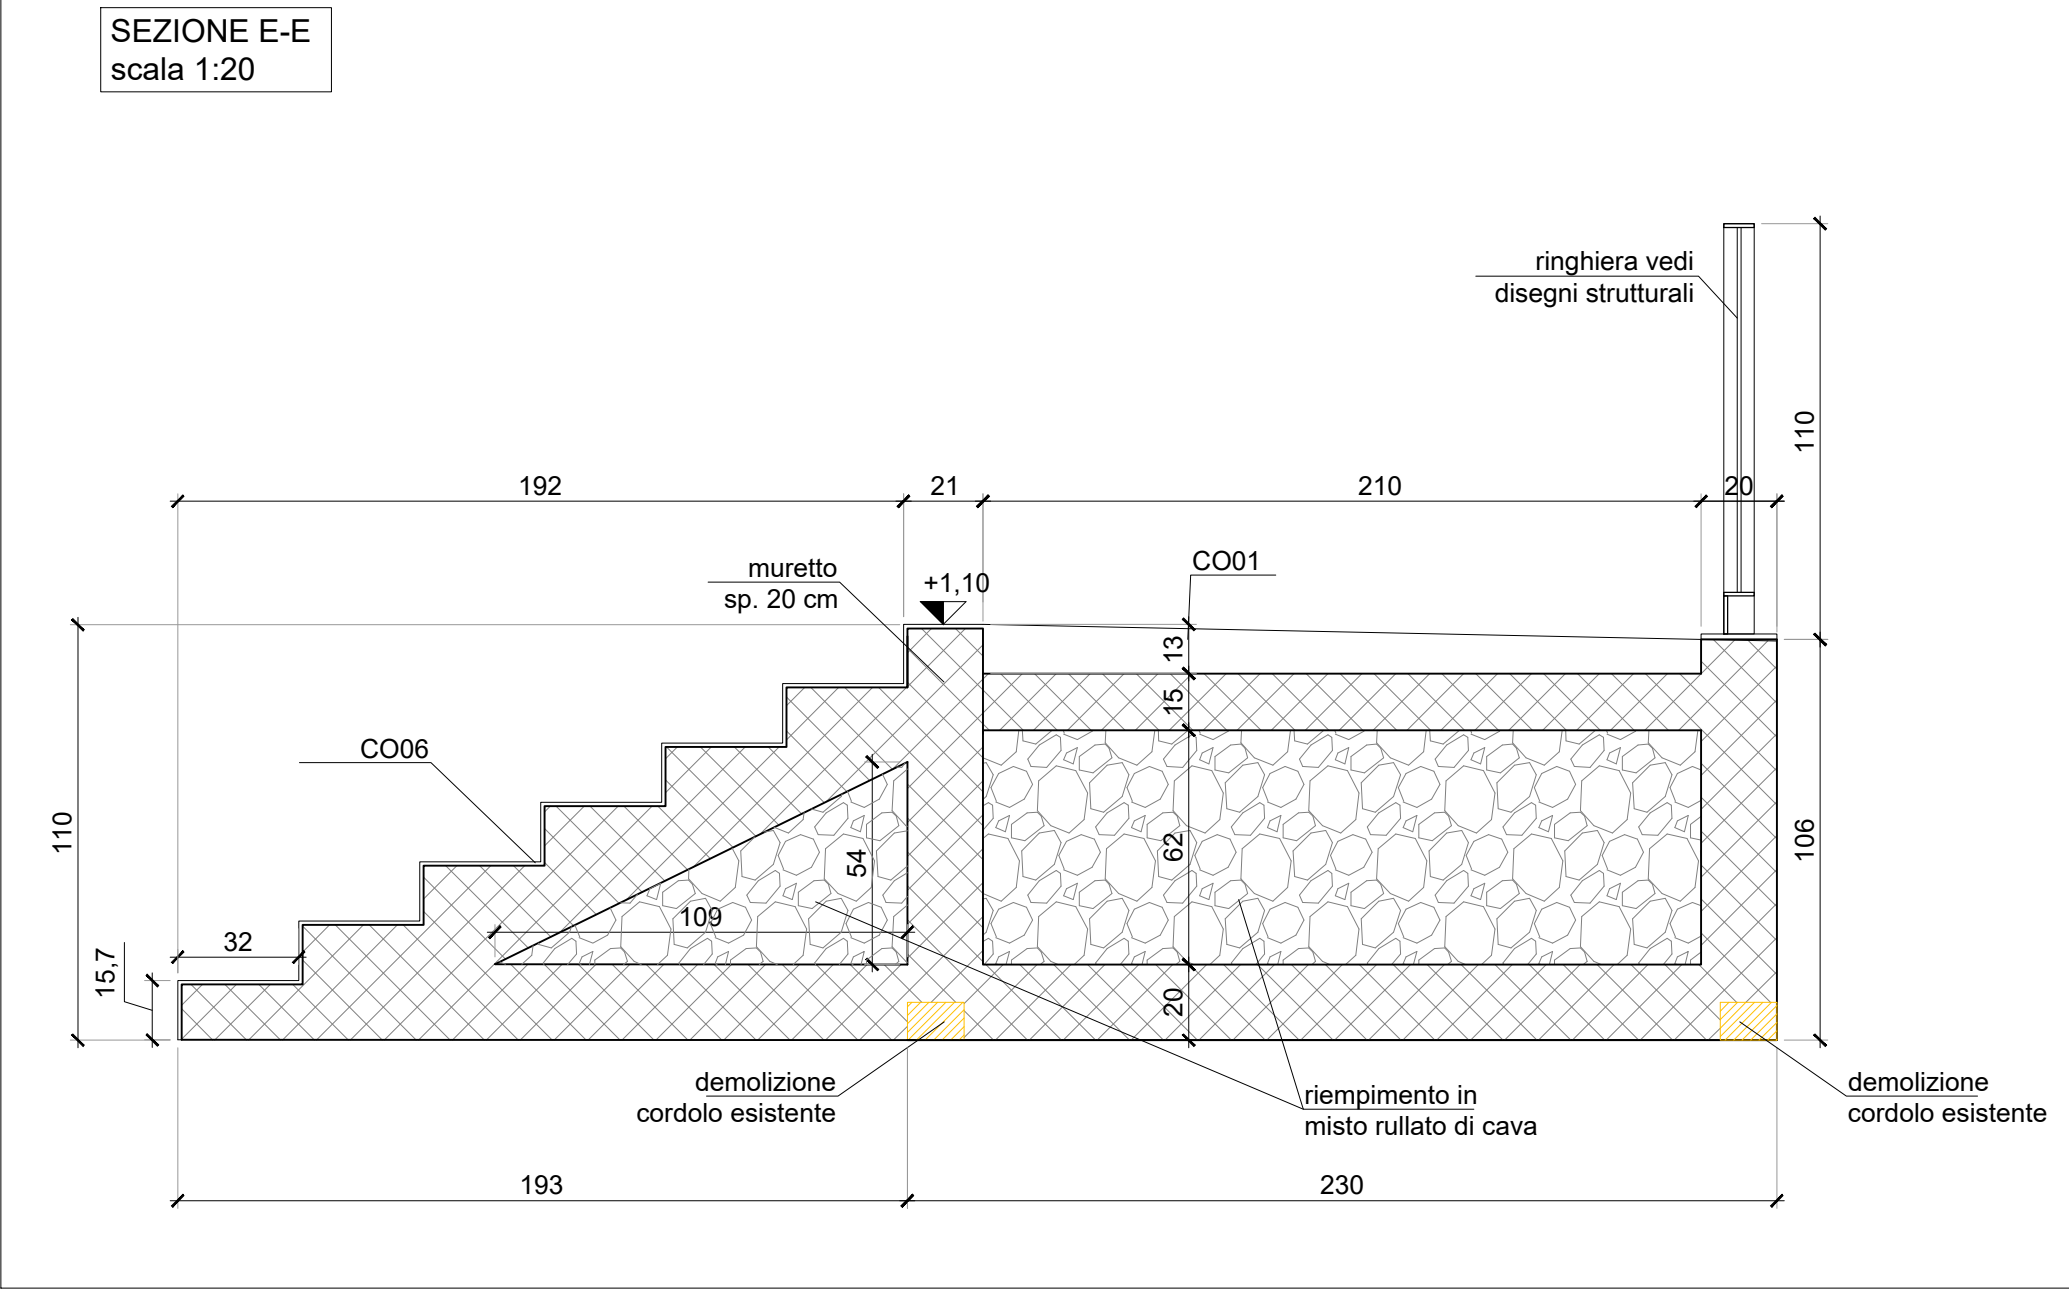 SEZIONE E-E
scala 1:20
ringhiera vedi
disegni strutturali
110
192
21
210
20
muretto
sp. 20 cm
+1,10
CO01
13
15
CO06
110
62
106
54
109
32
15,7
20
demolizione
cordolo esistente
riempimento in
misto rullato di cava
demolizione
cordolo esistente
193
230